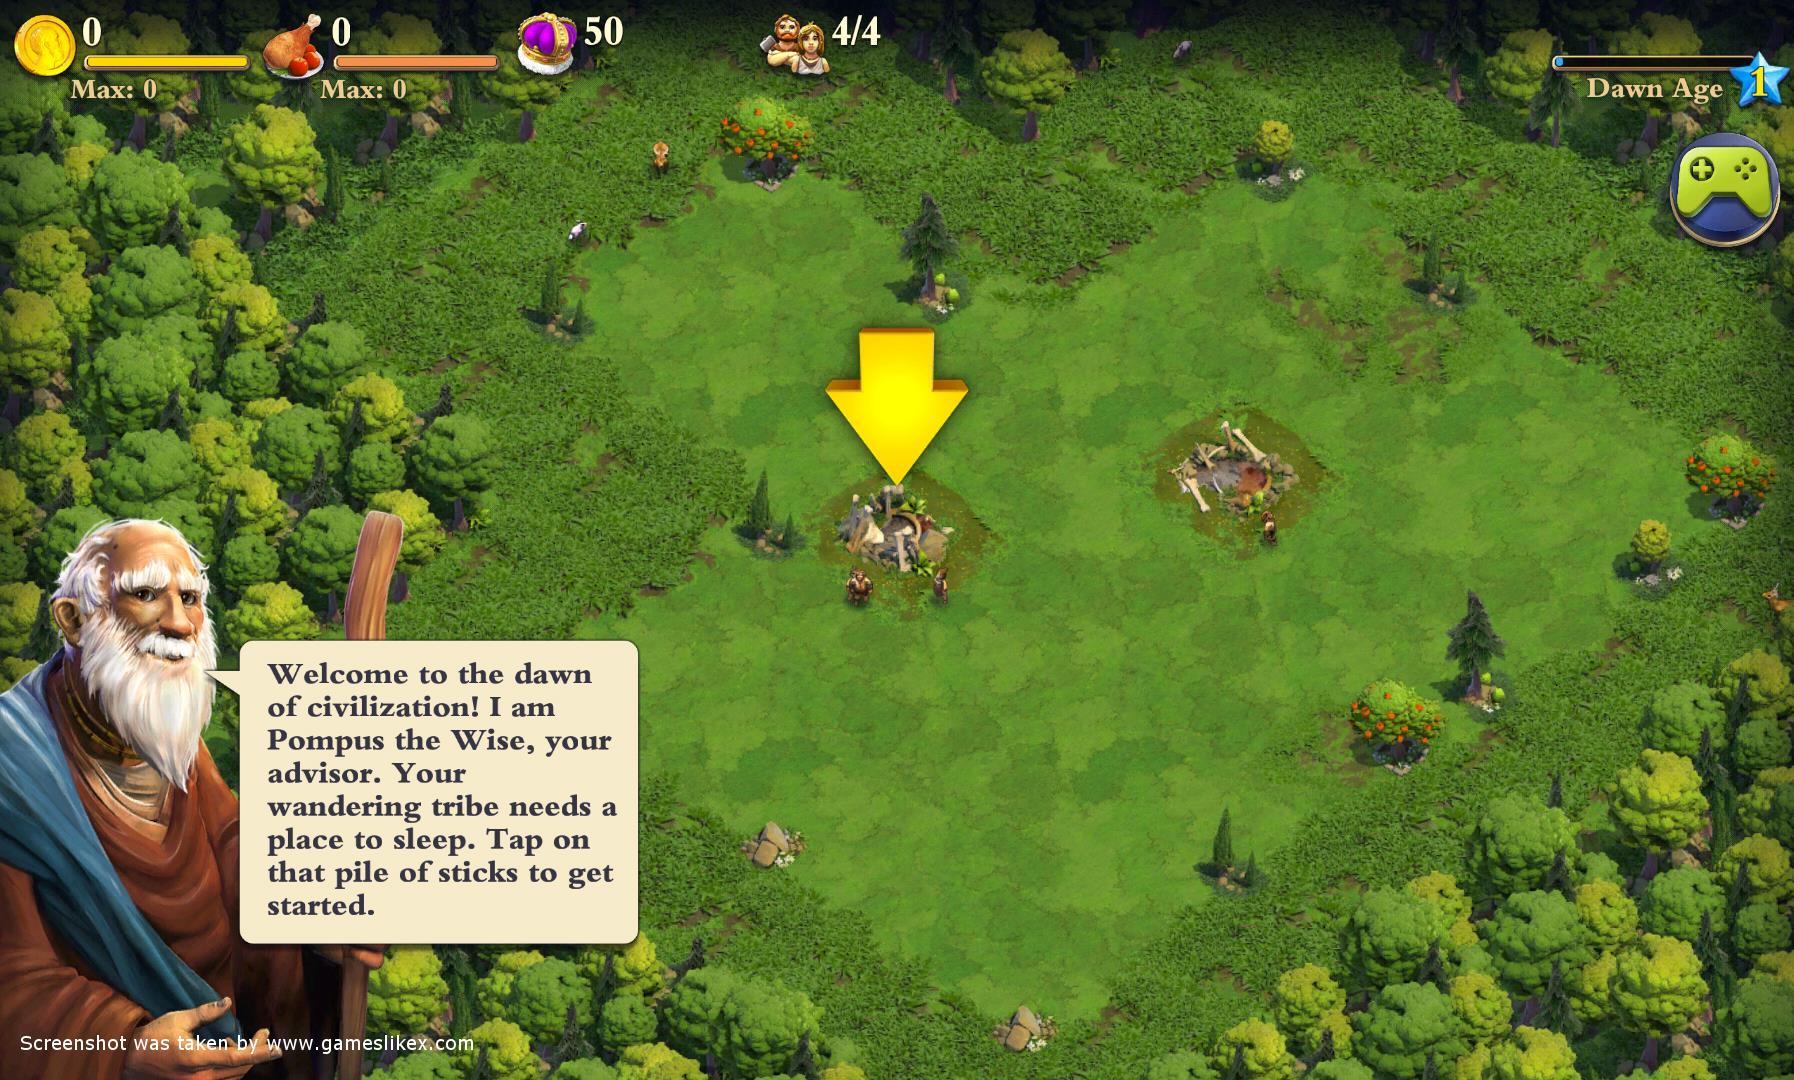 0
0
50
4/4
Max: 0
Max: 0
Dawn Age
1
Welcome to the dawn
of civilization! I am
Pompus the Wise, your
advisor. Your
wandering tribe needs a
place to sleep. Tap on
that pile of sticks to get
started.
Screenshot was taken by www.gameslikex.com